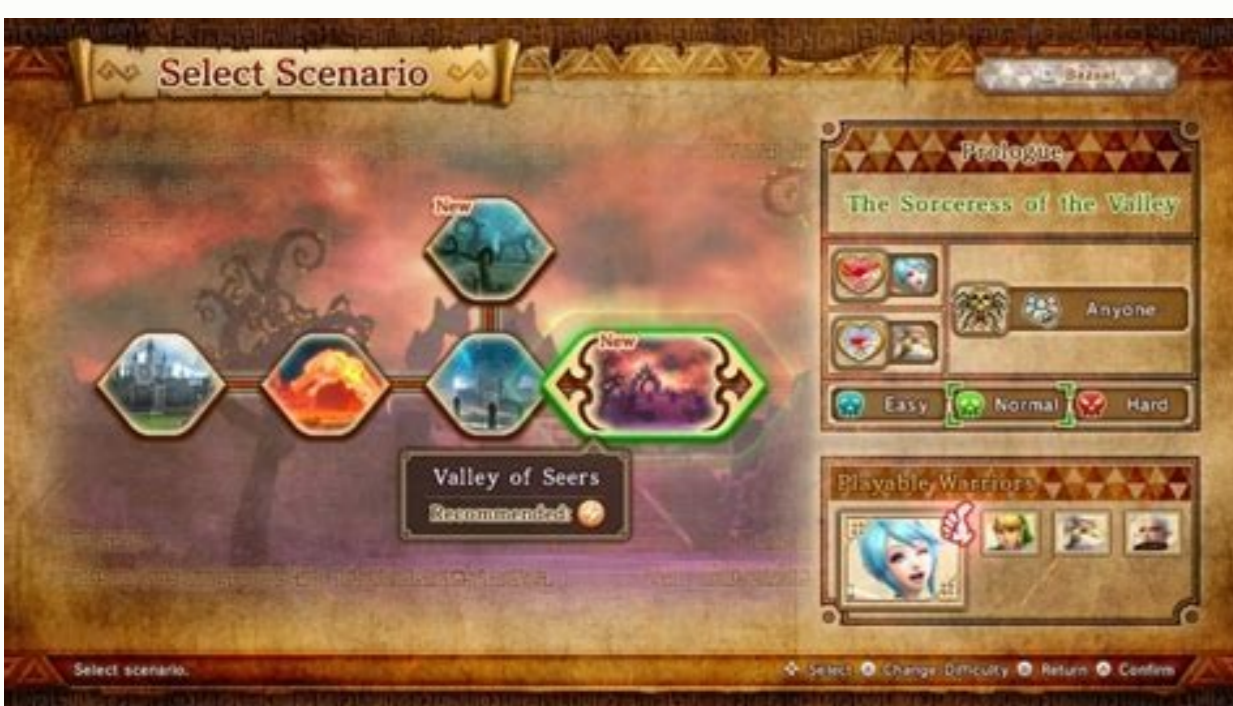 Select Scenario
Bazaar
Prologue
The Sorceress of the Valley
New
Anyone
New
Easy
Normal
Hard
Valley of Seers
Recommended:
Playable Warriors
Select scenario.
Select
Change Difficulty
Return
Confirm